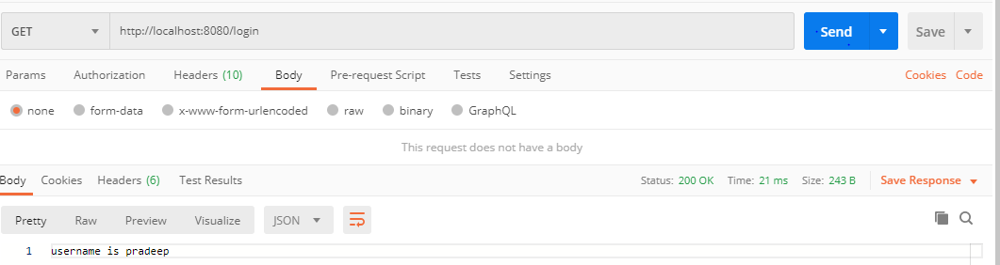 GET http://localhost:8080/login Send Save
Params Authorization Headers (10) Body Pre-request Script Tests Settings Cookies Code
none form-data x-www-form-urlencoded raw binary GraphQL
This request does not have a body
Body Cookies Headers (6) Test Results Status: 200 OK Time: 21 ms Size: 243 B Save Response
Pretty Raw Preview Visualize JSON
1 username is pradeep